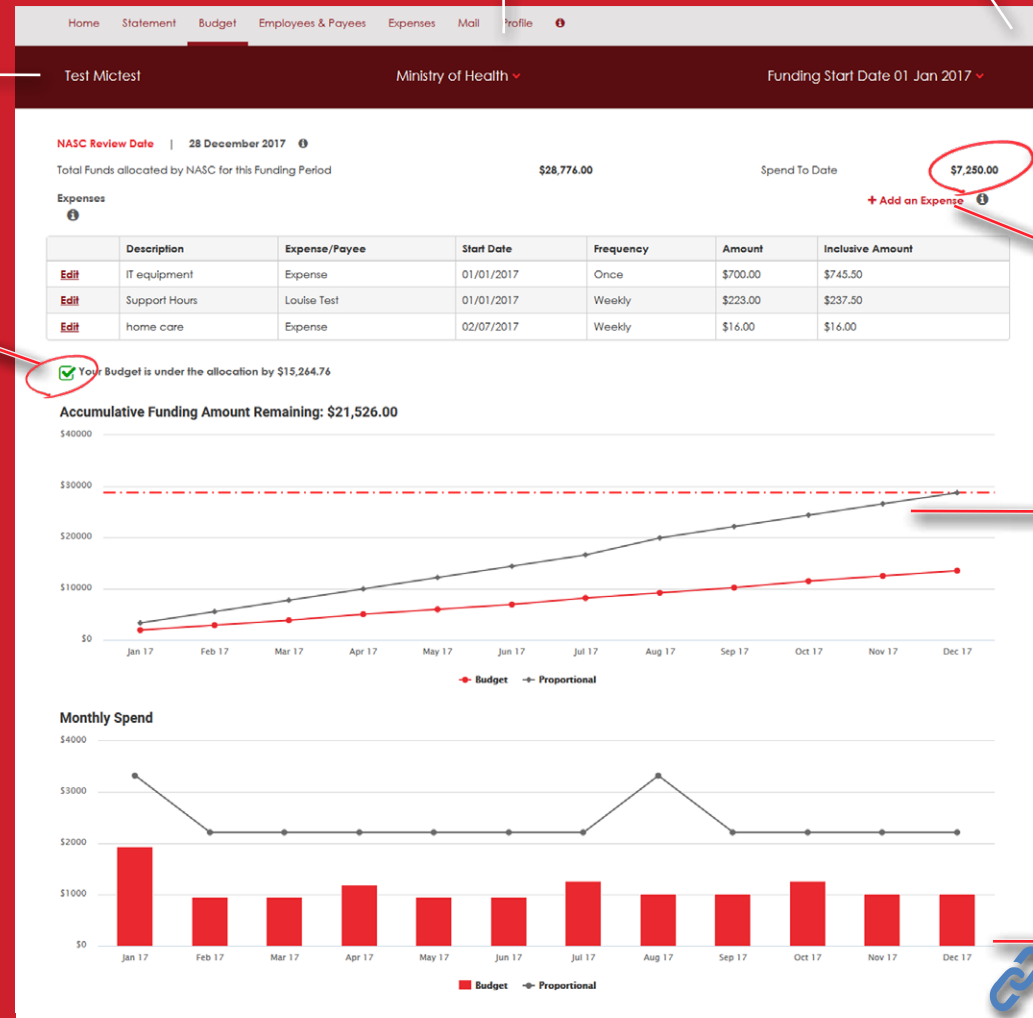 Home Statement Budget Employees & Payees Expenses Mail Profile
Test Mictest Ministry of Health Funding Start Date 01 Jan 2017
NASC Review Date | 28 December 2017
Total Funds allocated by NASC for this Funding Period $28,776.00 Spend To Date $7,250.00
Expenses
+ Add an Expense
Description Expense/Payee Start Date Frequency Amount Inclusive Amount
Edit IT equipment Expense 01/01/2017 Once $700.00 $745.50
Edit Support Hours Louise Test 01/01/2017 Weekly $223.00 $237.50
Edit home care Expense 02/07/2017 Weekly $16.00 $16.00
Your Budget is under the allocation by $15,264.76
Accumulative Funding Amount Remaining: $21,526.00
$40000
$30000
$20000
$10000
$0
Jan 17 Feb 17 Mar 17 Apr 17 May 17 Jun 17 Jul 17 Aug 17 Sep 17 Oct 17 Nov 17 Dec 17
Budget Proportional
Monthly Spend
$4000
$3000
$2000
$1000
$0
Jan 17 Feb 17 Mar 17 Apr 17 May 17 Jun 17 Jul 17 Aug 17 Sep 17 Oct 17 Nov 17 Dec 17
Budget Proportional